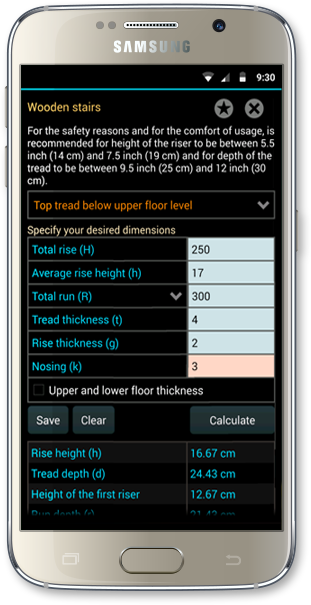 SAMSUNG
9:30
Wooden stairs
For the safety reasons and for the comfort of usage, is
recommended for height of the riser to be between 5.5
inch (14 cm) and 7.5 inch (19 cm) and for depth of the
tread to be between 9.5 inch (25 cm) and 12 inch (30
cm).
Top tread below upper floor level
Specify your desired dimensions
Total rise (H) 250
Average rise height (h) 17
Total run (R) 300
Tread thickness (t) 4
Rise thickness (g) 2
Nosing (k) 3
Upper and lower floor thickness
Save Clear Calculate
Rise height (h) 16.67 cm
Tread depth (d) 24.43 cm
Height of the first riser 12.67 cm
Run depth (r) 21.43 cm